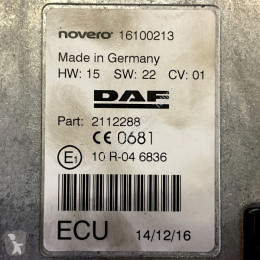 novero 16100213
Made in Germany
HW: 15 SW: 22 CV: 01
DAF
Part: 2112288
CE 0681
E1 10 R-04 6836
ECU 14/12/16